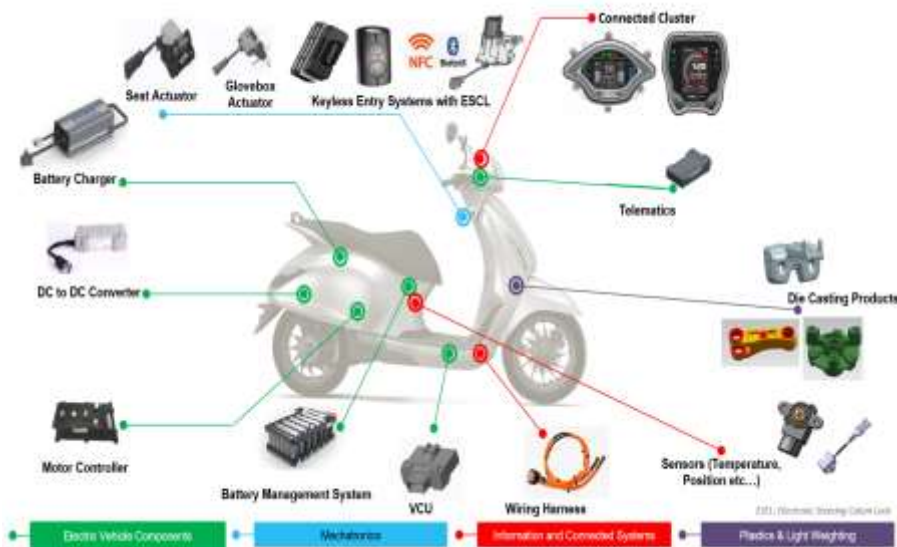 Connected Cluster
NFC
Bluetooth
Seat Actuator
Glovebox
Actuator
Keyless Entry Systems with ESCL
Battery Charger
Telematics
DC to DC Converter
Die Casting Products
Motor Controller
Battery Management System
VCU
Wiring Harness
Sensors (Temperature,
Position etc...)
ESCL: Electronic Steering Column Lock
Electro Vehicle Components
Mechatronics
Information and Connected Systems
Plastics & Light Weighting